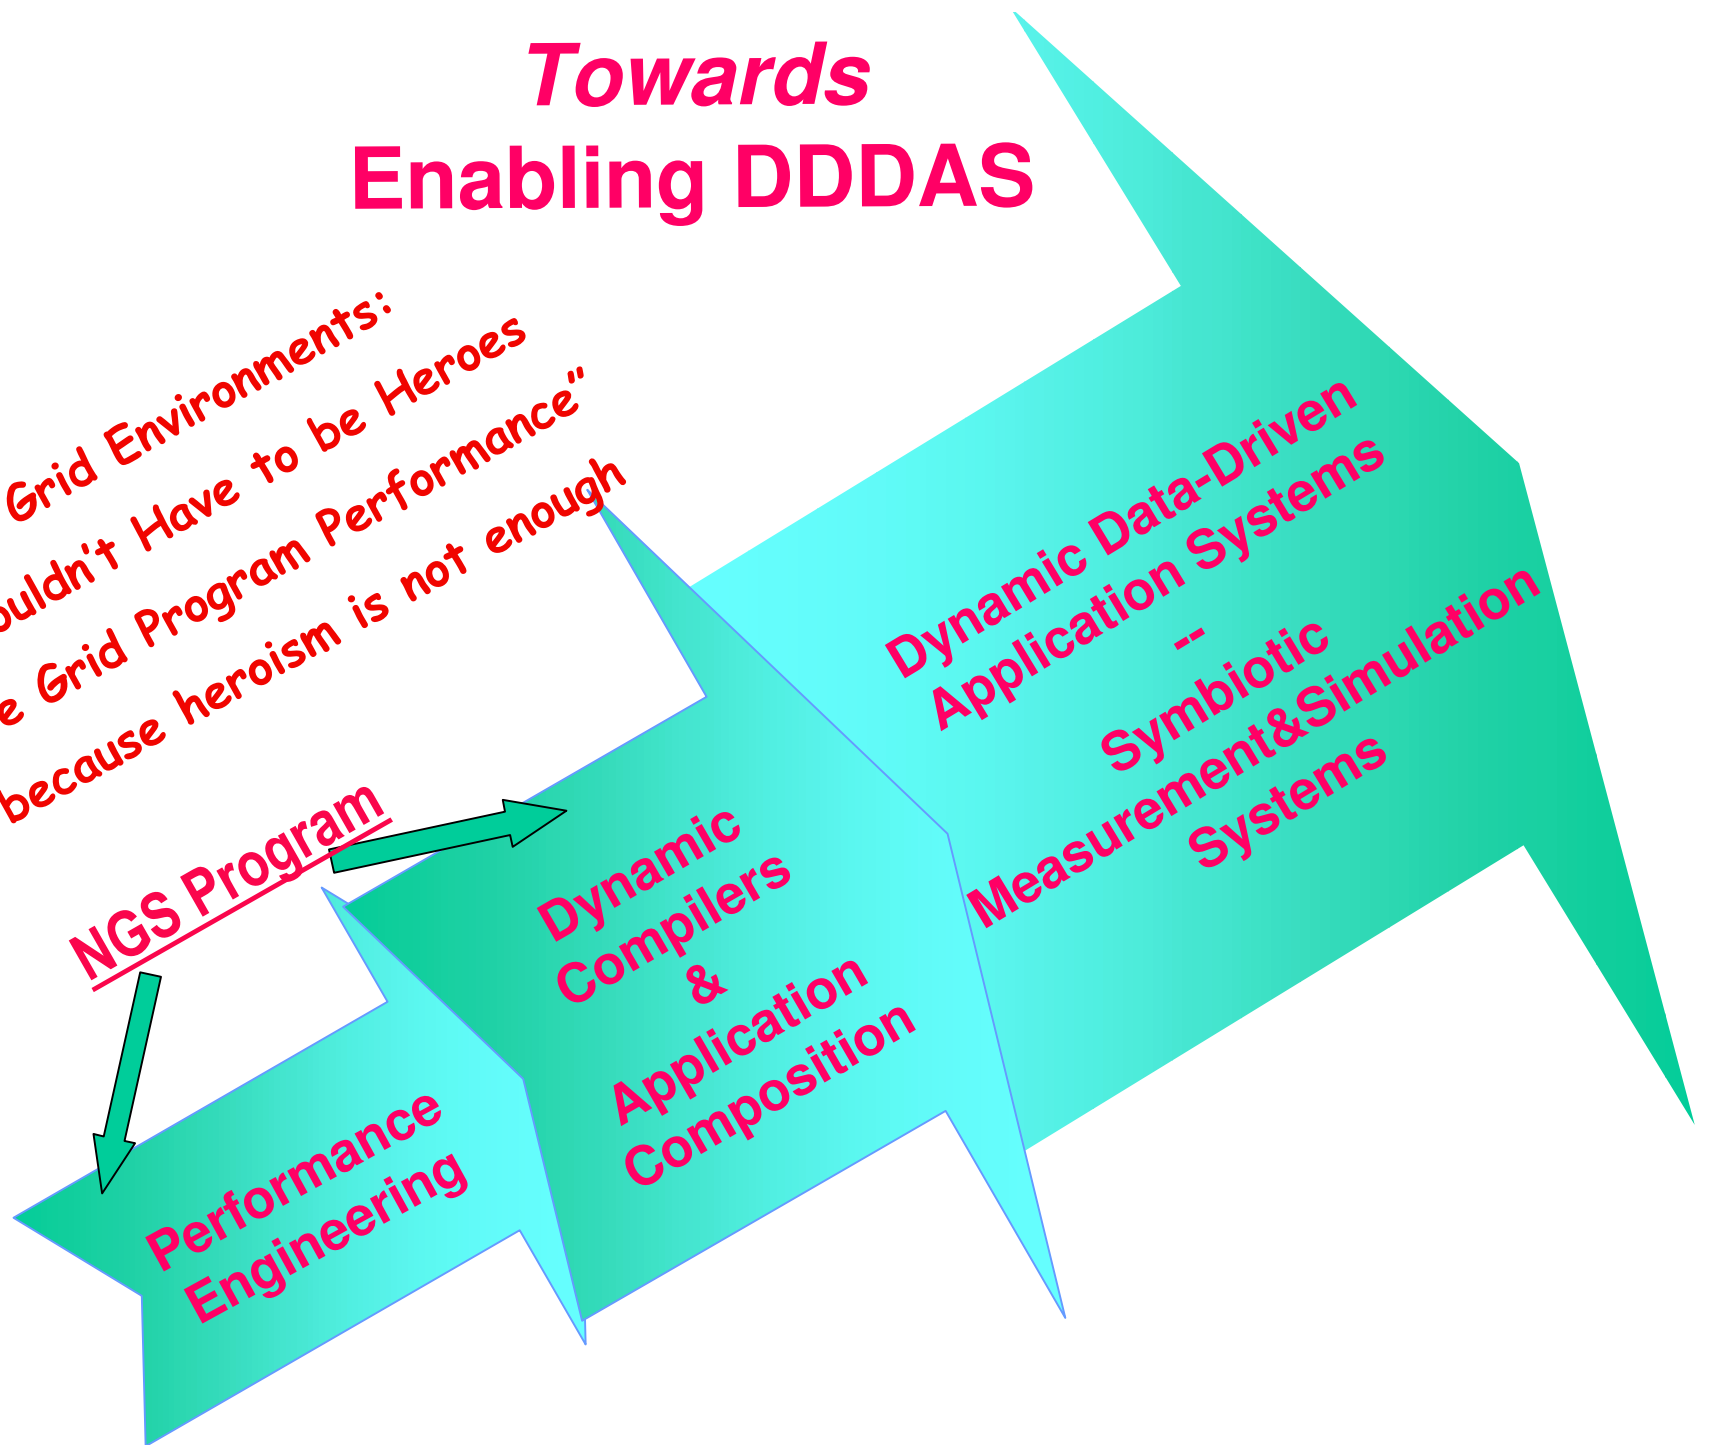 Towards
Enabling DDDAS
Grid Environments:
Have to be Heroes
Grid Program Performance"
because heroism is not enough
NGS Program
Dynamic Data-Driven
Application Systems
--
Symbiotic
Measurement&Simulation
Systems
Dynamic
Compilers
&
Application
Composition
Performance
Engineering